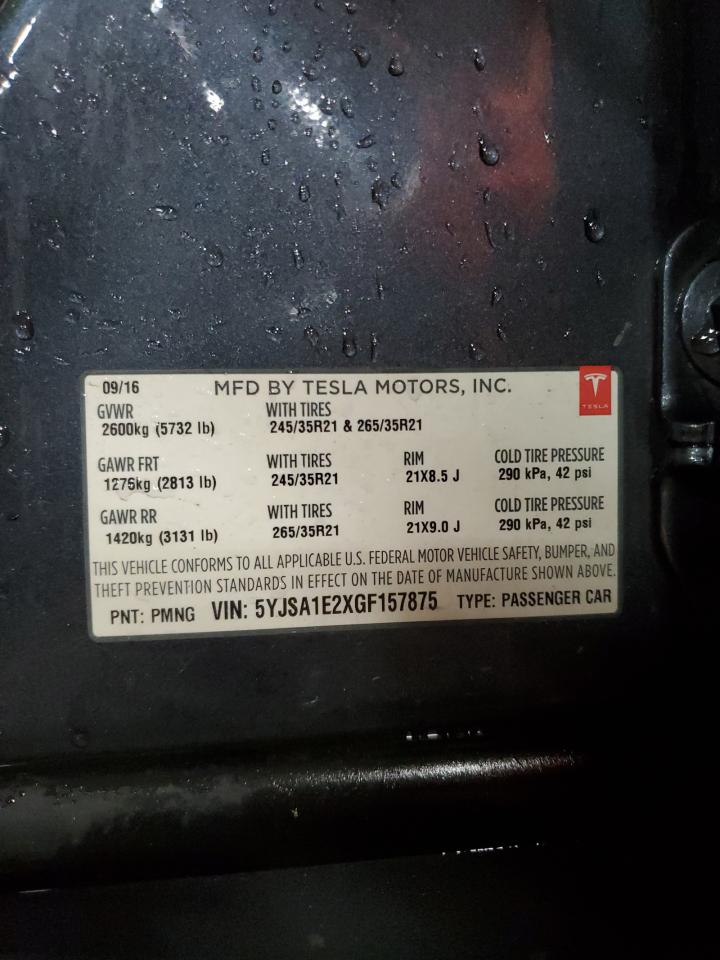 09/16 MFD BY TESLA MOTORS, INC.
TESLA
GVWR WITH TIRES
2600kg (5732 lb) 245/35R21 & 265/35R21
GAWR FRT WITH TIRES RIM COLD TIRE PRESSURE
1276kg (2813 lb) 245/35R21 21X8.5 J 290 kPa, 42 psi
GAWR RR WITH TIRES RIM COLD TIRE PRESSURE
1420kg (3131 lb) 265/35R21 21X9.0 J 290 kPa, 42 psi
THIS VEHICLE CONFORMS TO ALL APPLICABLE U.S. FEDERAL MOTOR VEHICLE SAFETY, BUMPER, AND
THEFT PREVENTION STANDARDS IN EFFECT ON THE DATE OF MANUFACTURE SHOWN ABOVE.
PNT: PMNG VIN: 5YJSA1E2XGF157875 TYPE: PASSENGER CAR